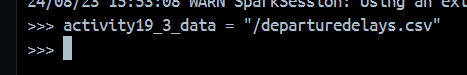 24/08/23 15:53:08 WARN SparkSession: Using an ext
>>> activity19_3_data = "/departuredelays.csv"
>>>